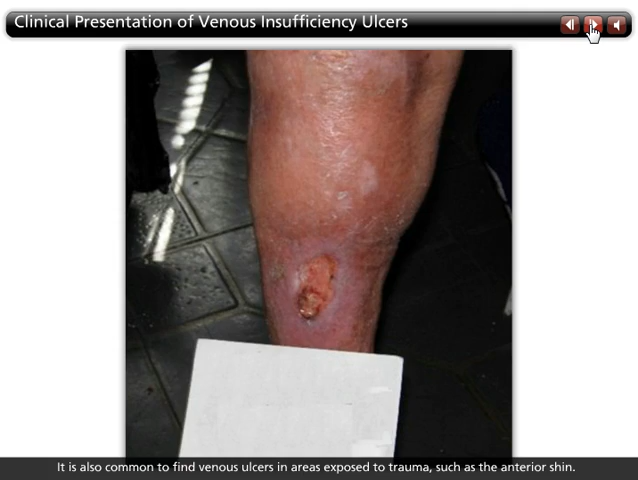 Clinical Presentation of Venous Insufficiency Ulcers
It is also common to find venous ulcers in areas exposed to trauma, such as the anterior shin.